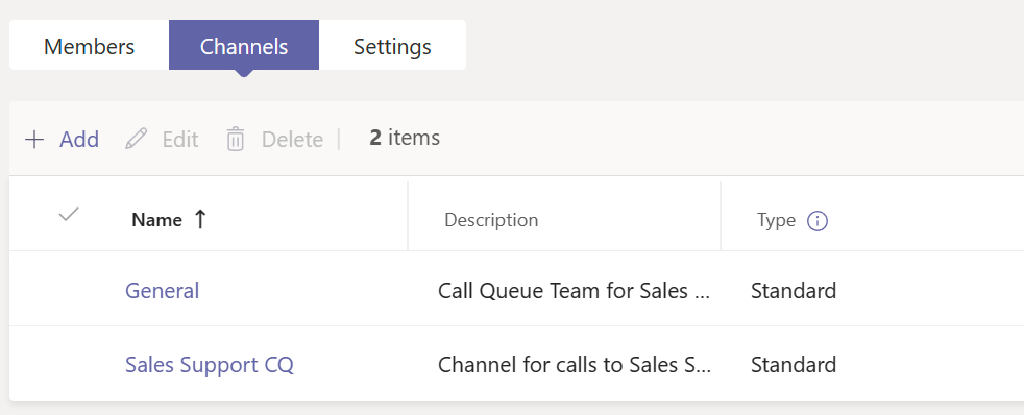 Members Channels Settings
Add Edit Delete 2 items
Name ↑ Description Type
General Call Queue Team for Sales ... Standard
Sales Support CQ Channel for calls to Sales S... Standard